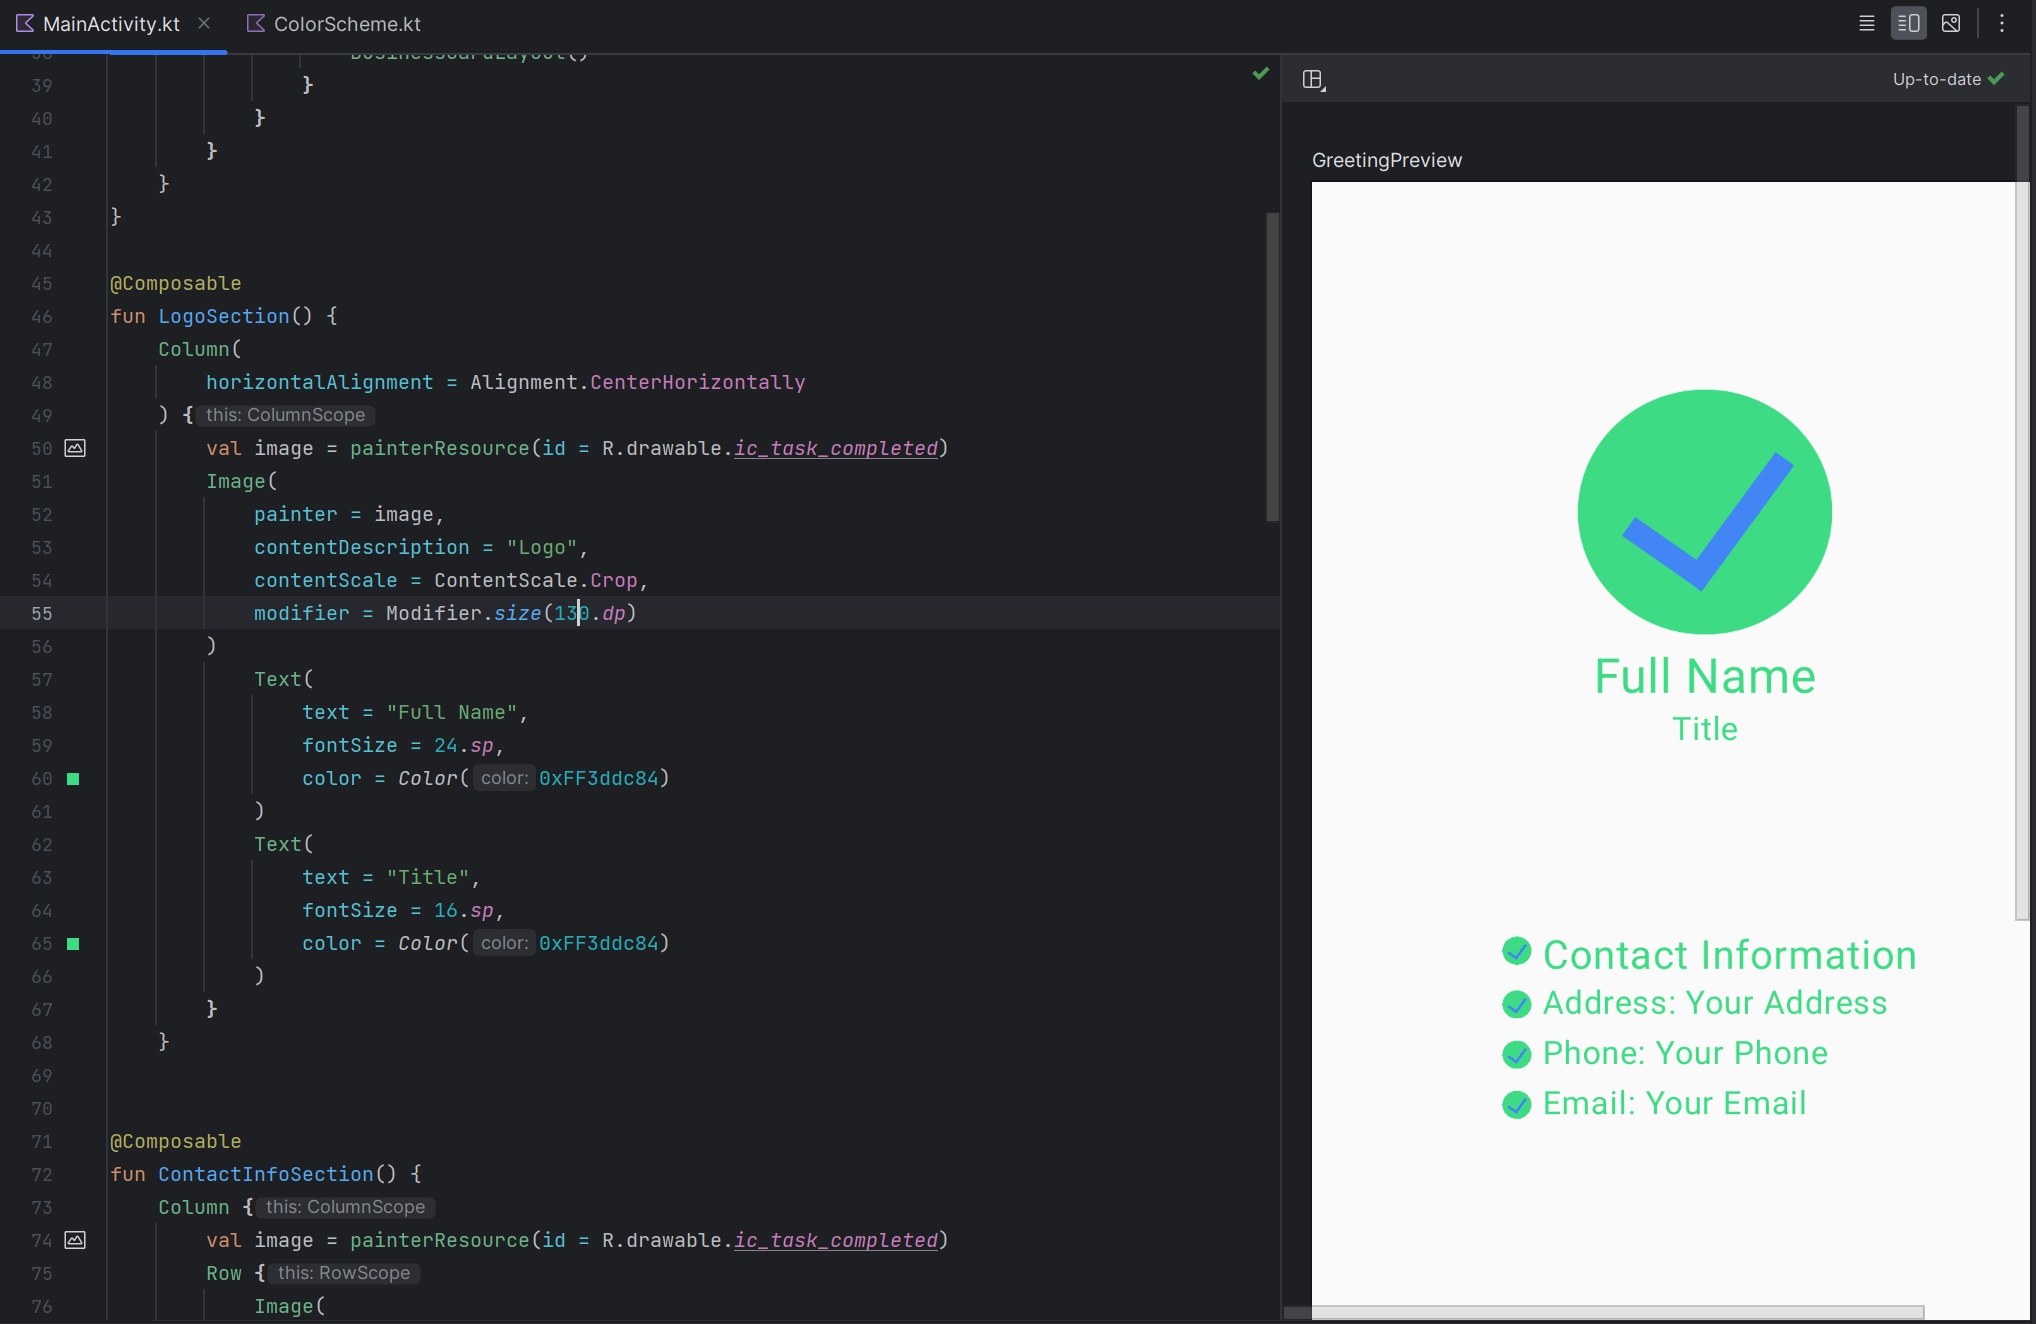 MainActivity.kt
ColorScheme.kt
38 BusinessCardLayout()
39 }
40 }
41 }
42 }
43 }
44
45 @Composable
46 fun LogoSection() {
47 Column(
48 horizontalAlignment = Alignment.CenterHorizontally
49 ) { this: ColumnScope
50 val image = painterResource(id = R.drawable.ic_task_completed)
51 Image(
52 painter = image,
53 contentDescription = "Logo",
54 contentScale = ContentScale.Crop,
55 modifier = Modifier.size(130.dp)
56 )
57 Text(
58 text = "Full Name",
59 fontSize = 24.sp,
60 color = Color( color: 0xFF3ddc84)
61 )
62 Text(
63 text = "Title",
64 fontSize = 16.sp,
65 color = Color( color: 0xFF3ddc84)
66 )
67 }
68 }
69
70
71 @Composable
72 fun ContactInfoSection() {
73 Column { this: ColumnScope
74 val image = painterResource(id = R.drawable.ic_task_completed)
75 Row { this: RowScope
76 Image(
Up-to-date
GreetingPreview
Full Name
Title
Contact Information
Address: Your Address
Phone: Your Phone
Email: Your Email